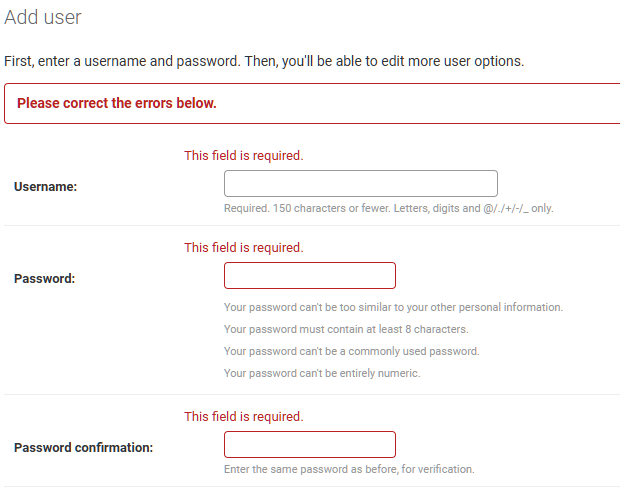 Add user
First, enter a username and password. Then, you'll be able to edit more user options.
Please correct the errors below.
This field is required.
Username:
Required. 150 characters or fewer. Letters, digits and @/./+/-/_ only.
This field is required.
Password:
Your password can't be too similar to your other personal information.
Your password must contain at least 8 characters.
Your password can't be a commonly used password.
Your password can't be entirely numeric.
This field is required.
Password confirmation:
Enter the same password as before, for verification.